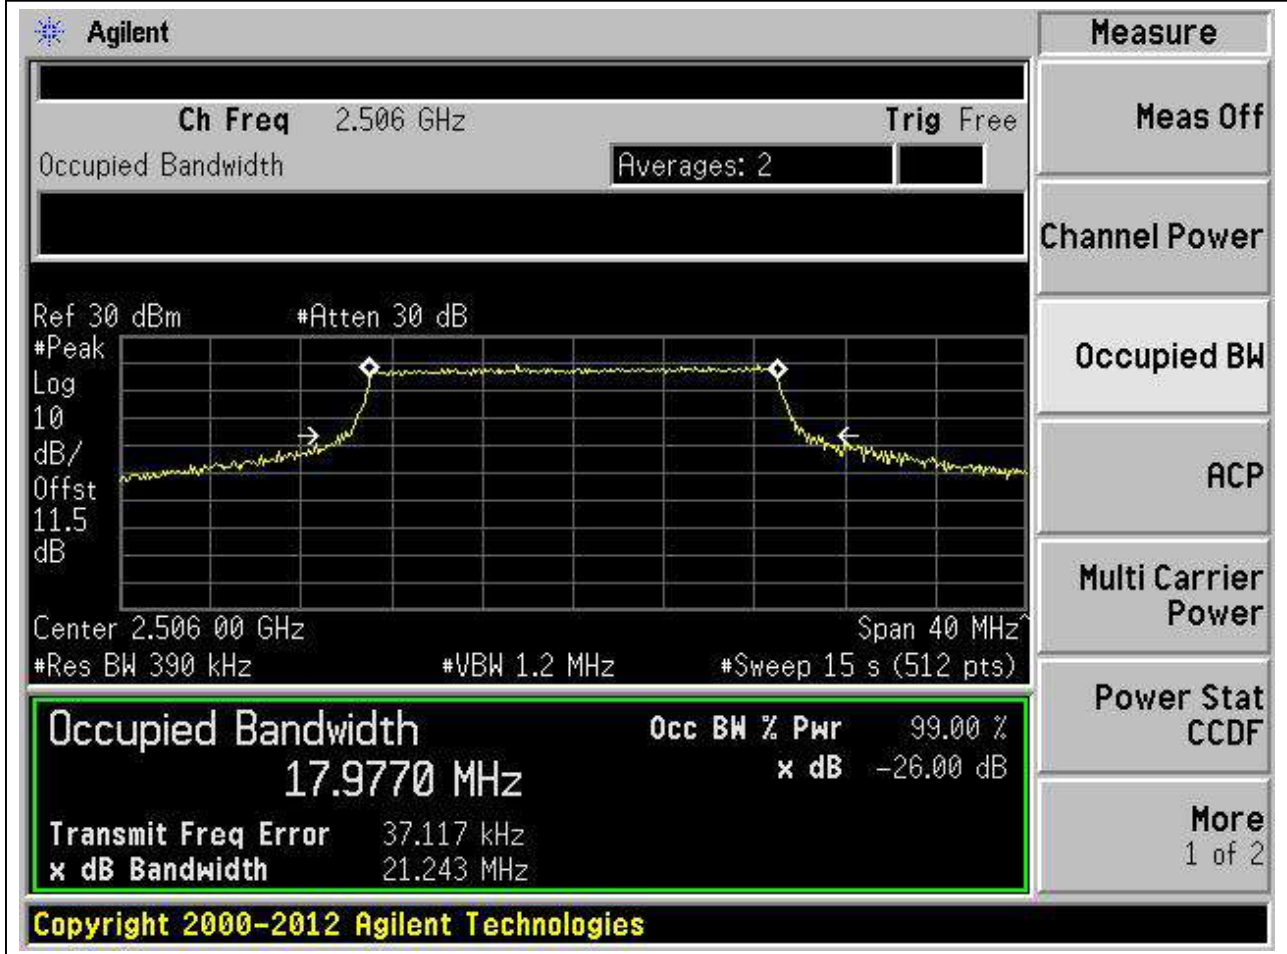 Agilent
Measure
Ch Freq 2.506 GHz Trig Free
Occupied Bandwidth Averages: 2
Meas Off
Channel Power
Occupied BW
ACP
Multi Carrier
Power
Power Stat
CCDF
More
1 of 2
Ref 30 dBm #Atten 30 dB
#Peak
Log
10
dB/
Offst
11.5
dB
Center 2.506 00 GHz Span 40 MHz^
#Res BW 390 kHz #VBW 1.2 MHz #Sweep 15 s (512 pts)
Occupied Bandwidth Occ BW % Pwr 99.00 %
17.9770 MHz x dB -26.00 dB
Transmit Freq Error 37.117 kHz
x dB Bandwidth 21.243 MHz
Copyright 2000-2012 Agilent Technologies